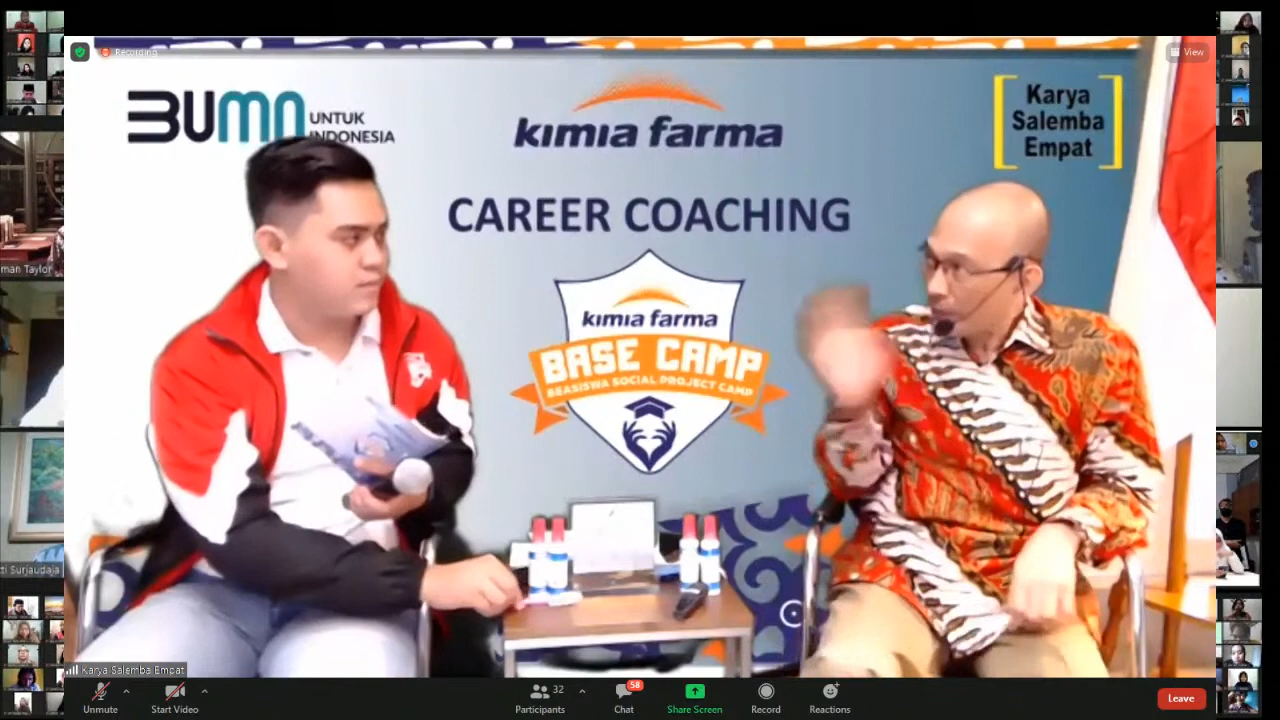 Recording
View
BUMN
UNTUK
INDONESIA
kimia farma
Karya
Salemba
Empat
CAREER COACHING
kimia farma
BASE CAMP
BEASISWA SOCIAL PROJECT CAMP
man Taylor
ti Surjaudaja
Karya Salemba Empat
Unmute
Start Video
Participants
32
Chat
58
Share Screen
Record
Reactions
Leave